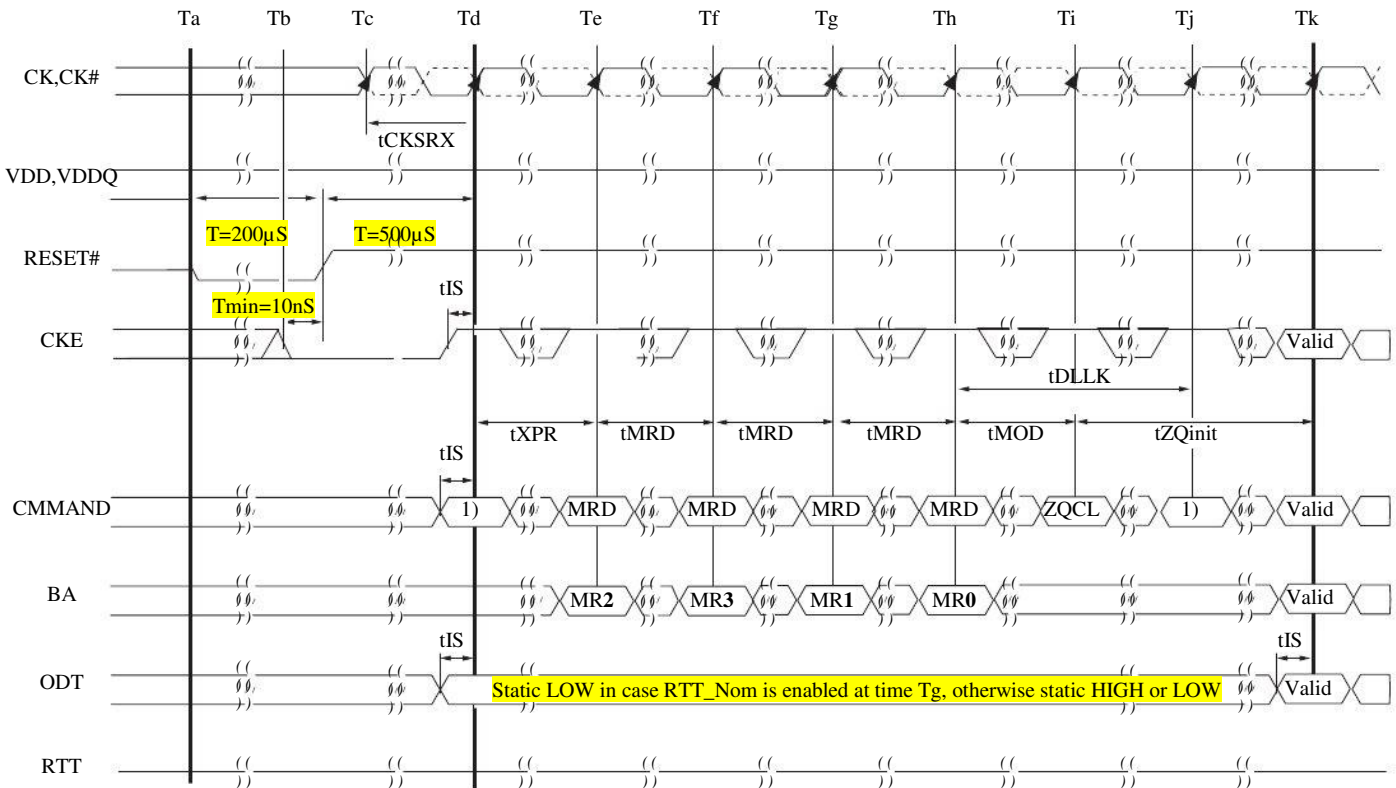 Ta Tb Tc Td Te Tf Tg Th Ti Tj Tk
CK,CK#
tCKSRX
VDD,VDDQ
T=200µS T=500µS
RESET#
Tmin=10nS tIS
CKE Valid
tDLLK
tXPR tMRD tMRD tMRD tMOD tZQinit
tIS
CMMAND 1) MRD MRD MRD MRD ZQCL 1) Valid
BA MR2 MR3 MR1 MR0 Valid
tIS tIS
ODT Static LOW in case RTT_Nom is enabled at time Tg, otherwise static HIGH or LOW Valid
RTT